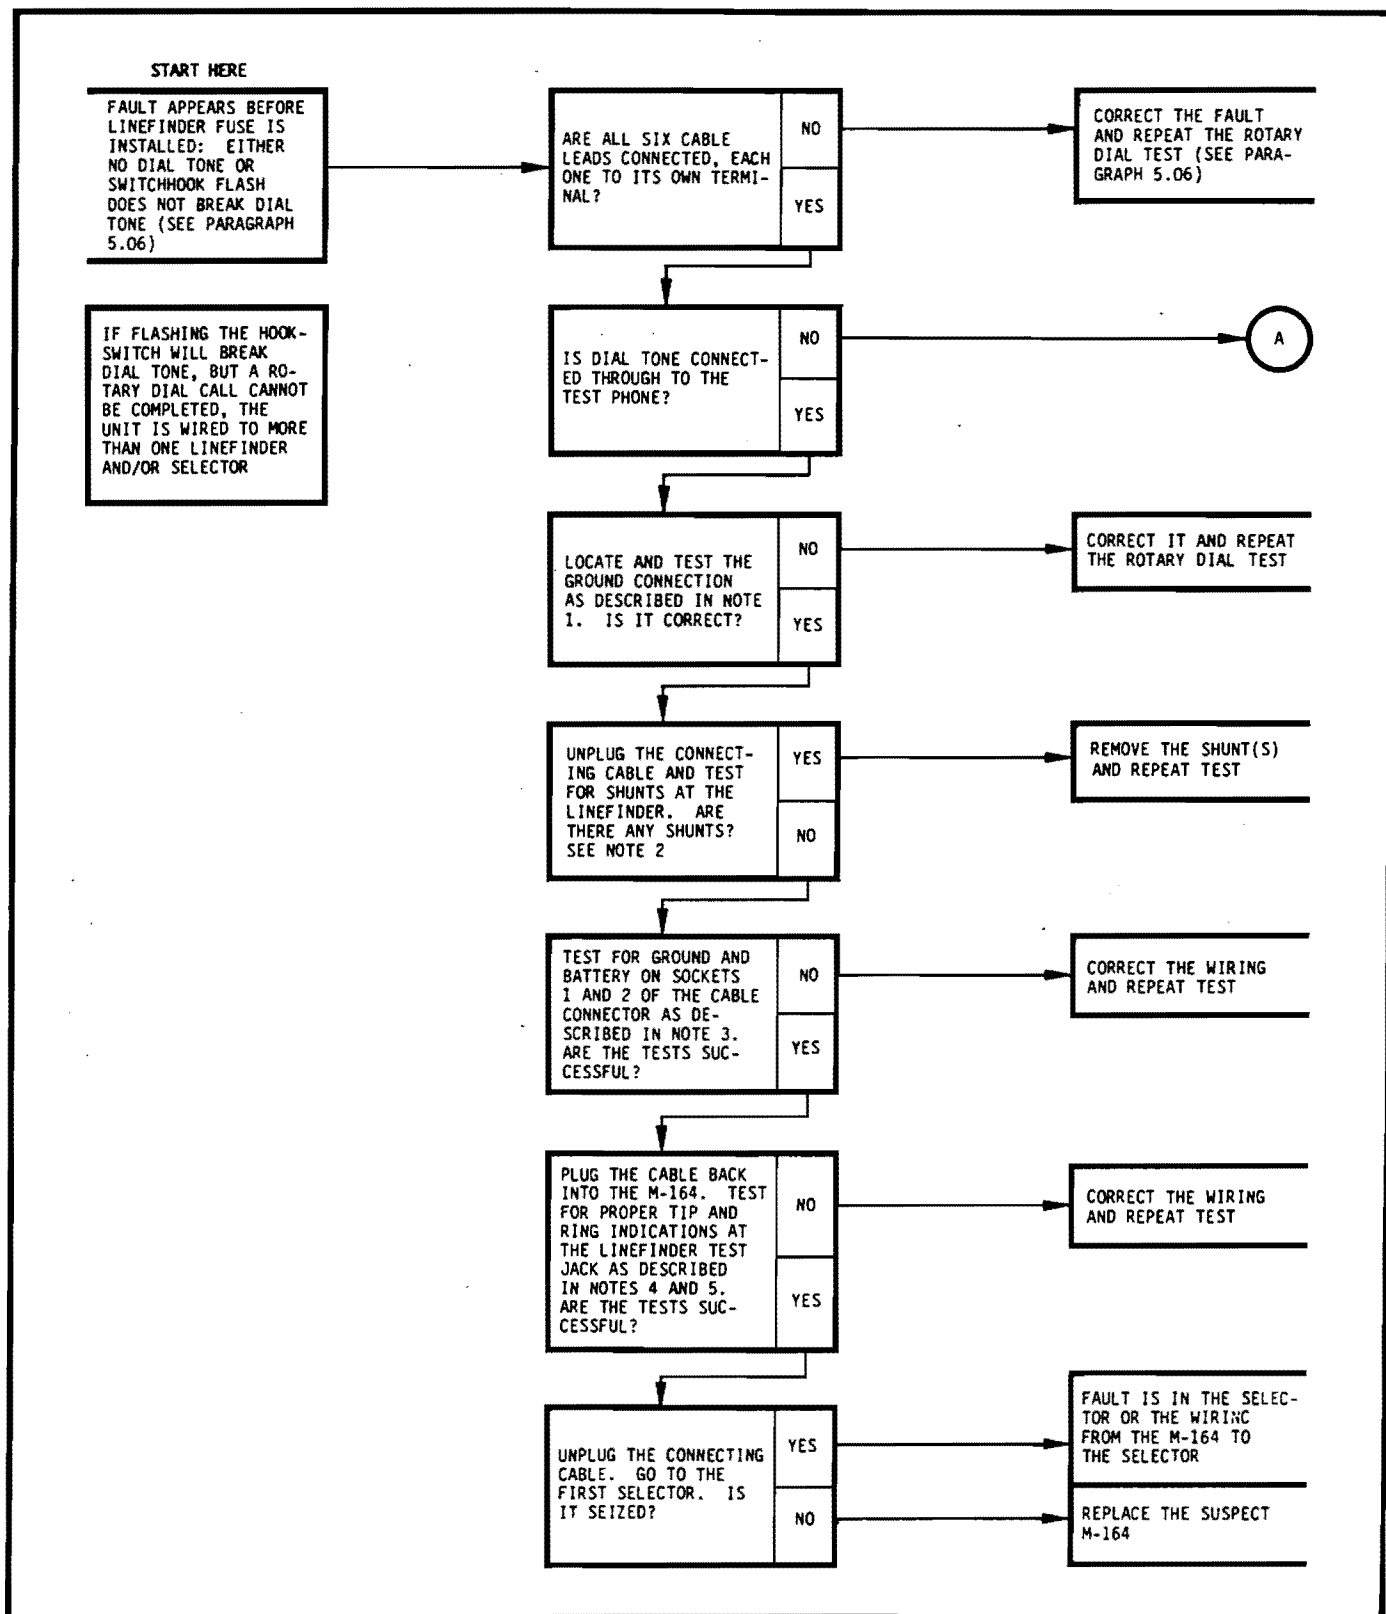 START HERE
FAULT APPEARS BEFORE
LINEFINDER FUSE IS
INSTALLED: EITHER
NO DIAL TONE OR
SWITCHHOOK FLASH
DOES NOT BREAK DIAL
TONE (SEE PARAGRAPH
5.06)
ARE ALL SIX CABLE
LEADS CONNECTED, EACH
ONE TO ITS OWN TERMI-
NAL?
NO
YES
CORRECT THE FAULT
AND REPEAT THE ROTARY
DIAL TEST (SEE PARA-
GRAPH 5.06)
IF FLASHING THE HOOK-
SWITCH WILL BREAK
DIAL TONE, BUT A RO-
TARY DIAL CALL CANNOT
BE COMPLETED, THE
UNIT IS WIRED TO MORE
THAN ONE LINEFINDER
AND/OR SELECTOR
IS DIAL TONE CONNECT-
ED THROUGH TO THE
TEST PHONE?
NO
YES
A
LOCATE AND TEST THE
GROUND CONNECTION
AS DESCRIBED IN NOTE
1. IS IT CORRECT?
NO
YES
CORRECT IT AND REPEAT
THE ROTARY DIAL TEST
UNPLUG THE CONNECT-
ING CABLE AND TEST
FOR SHUNTS AT THE
LINEFINDER. ARE
THERE ANY SHUNTS?
SEE NOTE 2
YES
NO
REMOVE THE SHUNT(S)
AND REPEAT TEST
TEST FOR GROUND AND
BATTERY ON SOCKETS
1 AND 2 OF THE CABLE
CONNECTOR AS DE-
SCRIBED IN NOTE 3.
ARE THE TESTS SUC-
CESSFUL?
NO
YES
CORRECT THE WIRING
AND REPEAT TEST
PLUG THE CABLE BACK
INTO THE M-164. TEST
FOR PROPER TIP AND
RING INDICATIONS AT
THE LINEFINDER TEST
JACK AS DESCRIBED
IN NOTES 4 AND 5.
ARE THE TESTS SUC-
CESSFUL?
NO
YES
CORRECT THE WIRING
AND REPEAT TEST
UNPLUG THE CONNECTING
CABLE. GO TO THE
FIRST SELECTOR. IS
IT SEIZED?
YES
NO
FAULT IS IN THE SELEC-
TOR OR THE WIRING
FROM THE M-164 TO
THE SELECTOR
REPLACE THE SUSPECT
M-164